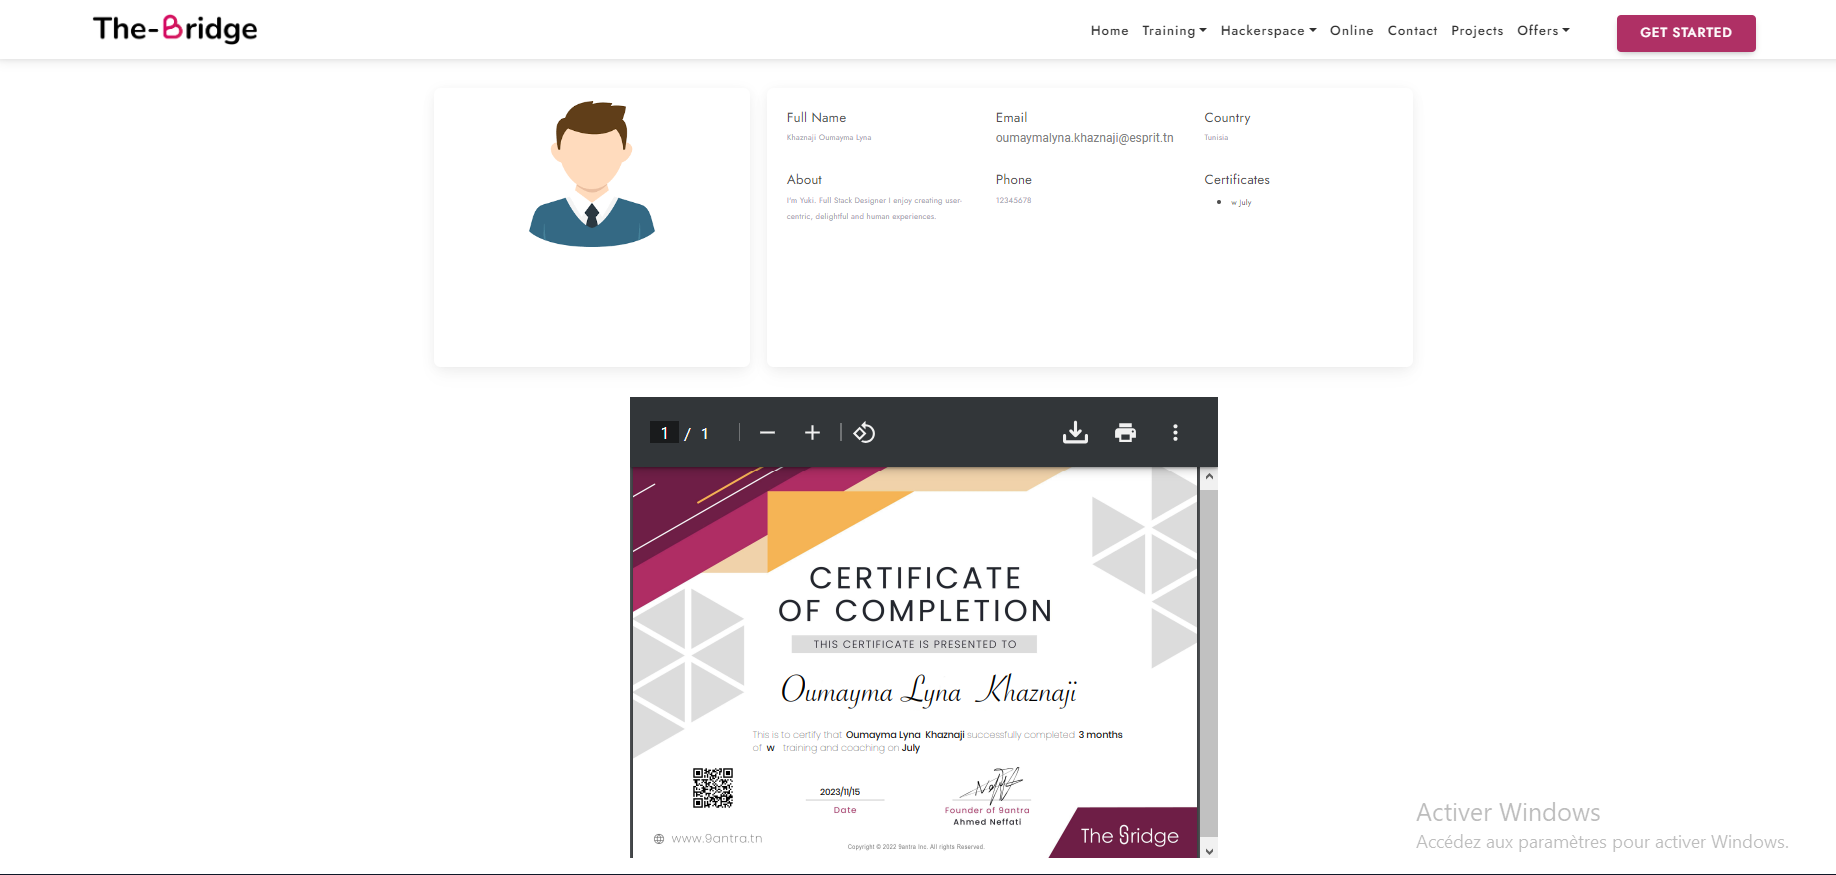 The-Bridge
Home Training Hackerspace Online Contact Projects Offers GET STARTED
Full Name
Khaznaji Oumayma Lyna
Email
oumaymalyna.khaznaji@esprit.tn
Country
Tunisia
About
I'm Yuki. Full Stack Designer I enjoy creating user-
centric, delightful and human experiences.
Phone
12345678
Certificates
w July
1 / 1
CERTIFICATE
OF COMPLETION
THIS CERTIFICATE IS PRESENTED TO
Oumayma Lyna Khaznaji
This is to certify that Oumayma Lyna Khaznaji successfully completed 3 months
of w training and coaching on July
2023/11/15
Date
Founder of 9antra
Ahmed Neffati
www.9antra.tn
Copyright © 2022 9antra Inc. All rights Reserved.
The Bridge
Activer Windows
Accédez aux paramètres pour activer Windows.